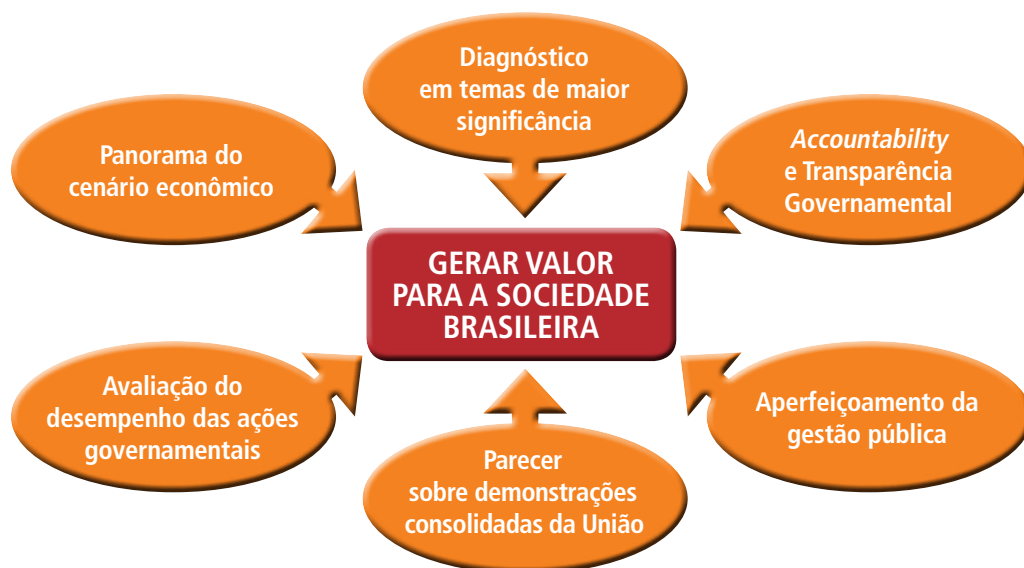 Diagnóstico
em temas de maior
significância
Panorama do
cenário econômico
Accountability
e Transparência
Governamental
GERAR VALOR
PARA A SOCIEDADE
BRASILEIRA
Avaliação do
desempenho das ações
governamentais
Aperfeiçoamento da
gestão pública
Parecer
sobre demonstrações
consolidadas da União